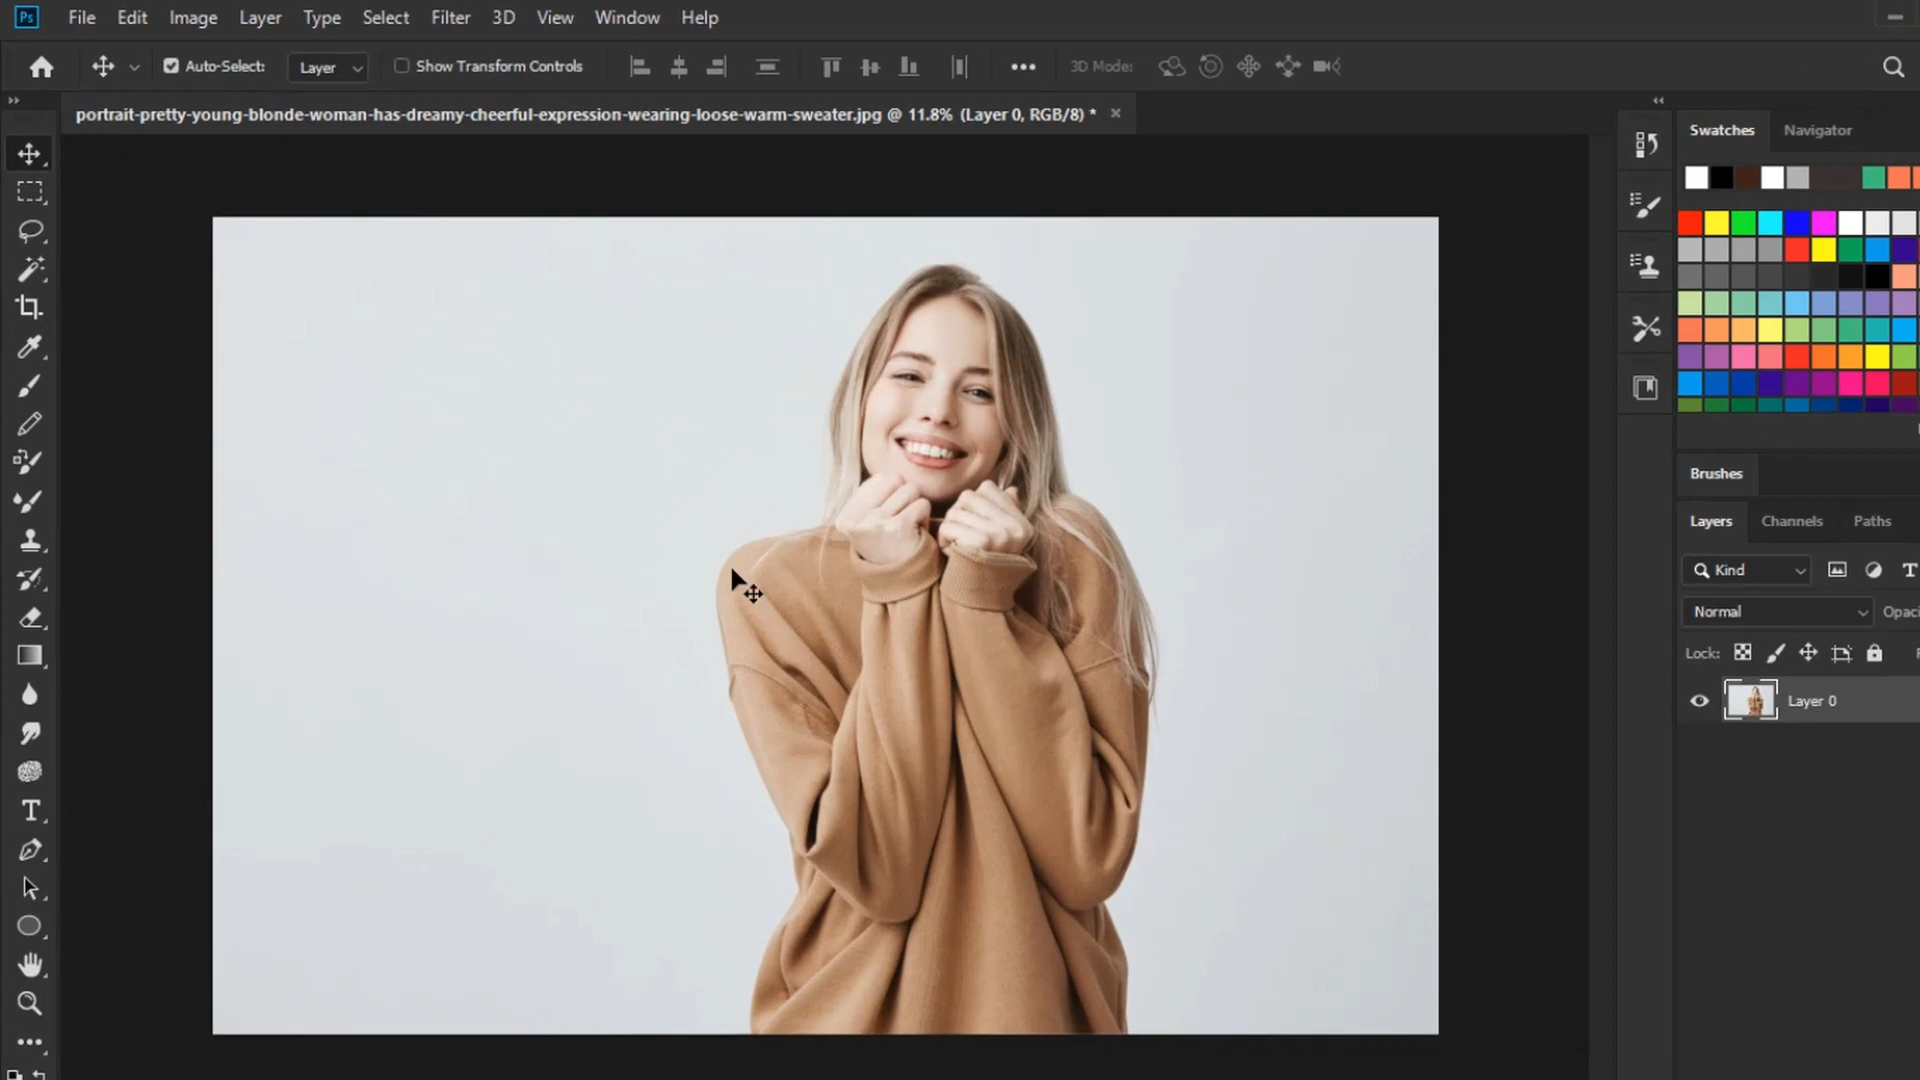 Ps File Edit Image Layer Type Select Filter 3D View Window Help
Auto-Select: Layer Show Transform Controls 3D Mode:
portrait-pretty-young-blonde-woman-has-dreamy-cheerful-expression-wearing-loose-warm-sweater.jpg @ 11.8% (Layer 0, RGB/8) *
Swatches Navigator
Brushes
Layers Channels Paths
Kind
Normal
Lock:
Layer 0